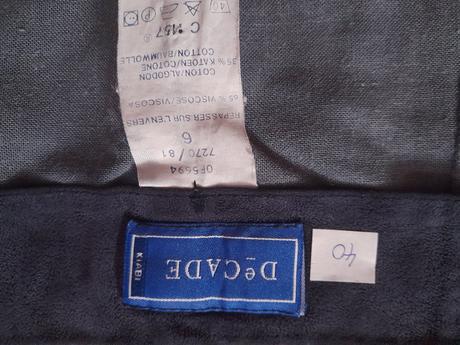 40
DéCADE
KIABI
OF5694
7270/81
6
REPASSER SUR L'ENVERS
65% VISCOSE/VISCOSA
COTON/ALGODON
35% KATOEN/COTONE
COTTON/BAUMWOLLE
40